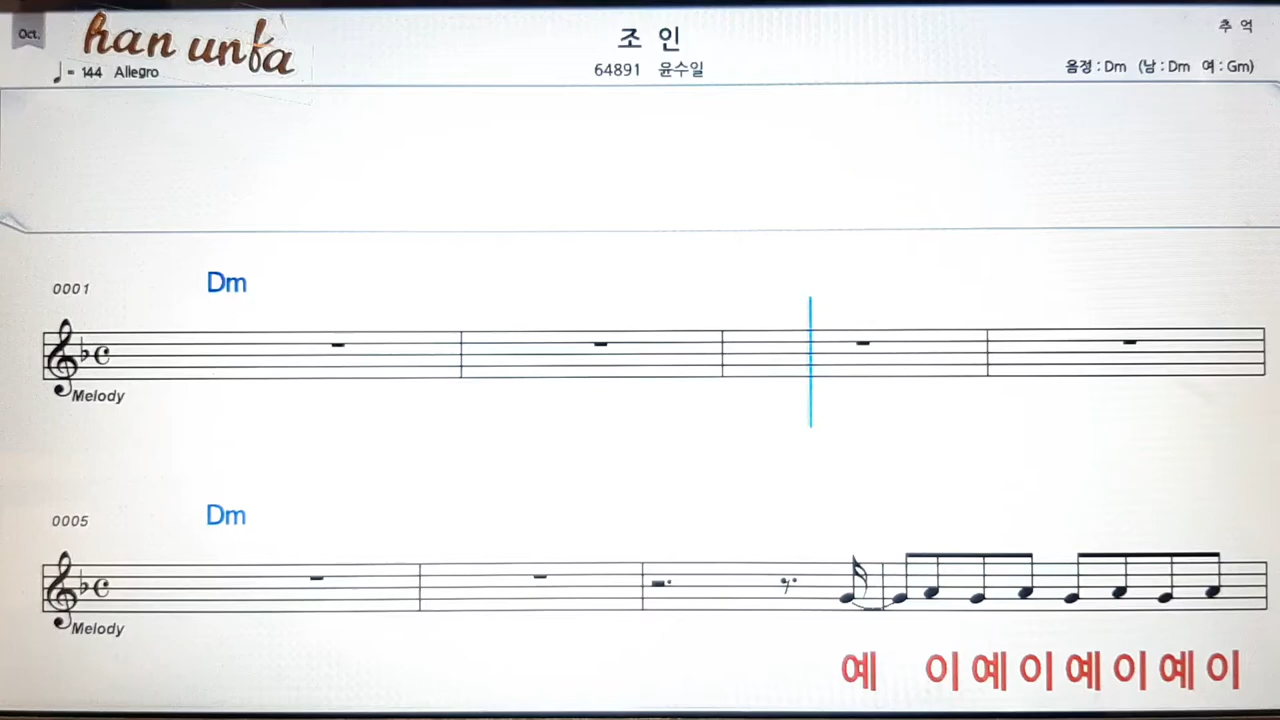 Oct.
han unfa
조 인
추 억
♩= 144 Allegro
64891 윤수일
음정 : Dm (남 : Dm 여 : Gm)
0001
Dm
Melody
0005
Dm
Melody
예 이 예 이 예 이 예 이